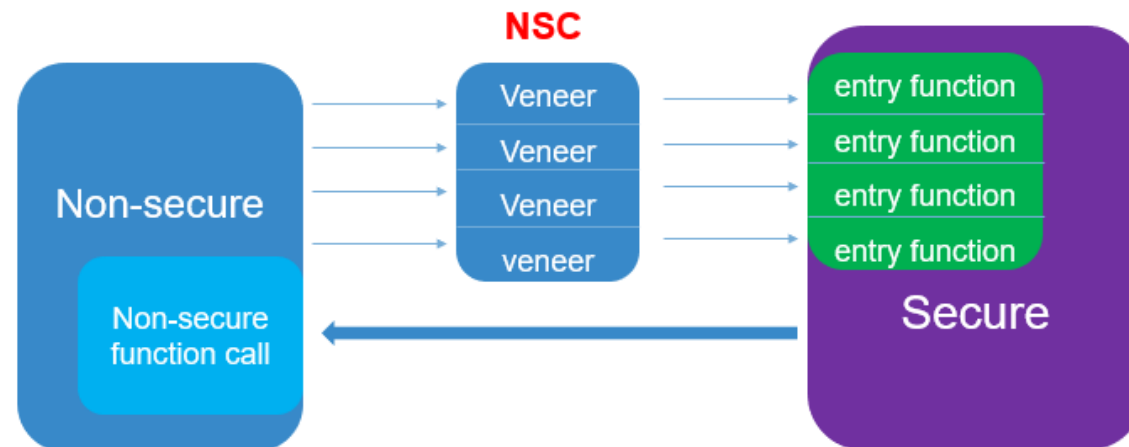 NSC
Non-secure
Non-secure
function call
Veneer
Veneer
Veneer
veneer
entry function
entry function
entry function
entry function
Secure